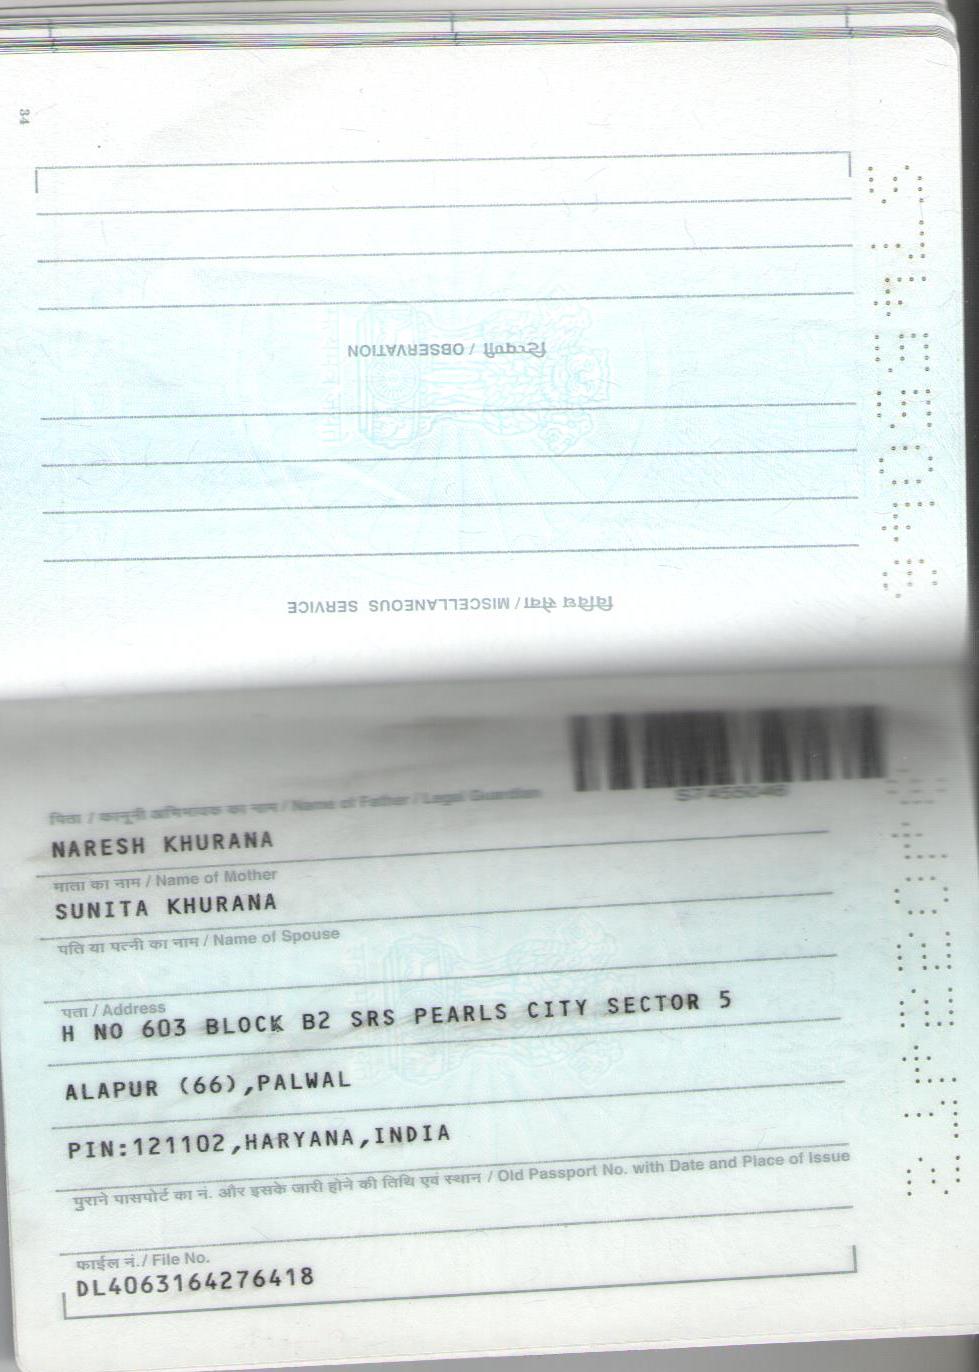 34
टिप्पणी / OBSERVATION
विविध सेवा / MISCELLANEOUS SERVICE
पिता / कानूनी अभिभावक का नाम / Name of Father / Legal Guardian
NARESH KHURANA
माता का नाम / Name of Mother
SUNITA KHURANA
पति या पत्नी का नाम / Name of Spouse
पता / Address
H NO 603 BLOCK B2 SRS PEARLS CITY SECTOR 5
ALAPUR (66),PALWAL
PIN:121102,HARYANA,INDIA
पुराने पासपोर्ट का नं. और इसके जारी होने की तिथि एवं स्थान / Old Passport No. with Date and Place of Issue
फाईल नं./ File No.
DL4063164276418